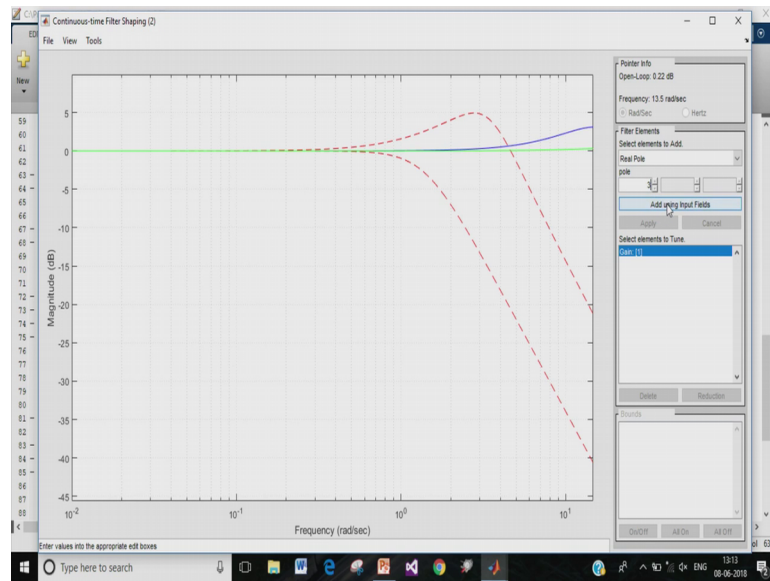 CAP
Continuous-time Filter Shaping (2)
File View Tools
New
59
60
61
62
63
64
65
66
67
68
69
70
71
72
73
74
75
76
77
78
79
80
81
82
83
84
85
86
87
88
5
0
-5
-10
-15
-20
-25
-30
-35
-40
-45
Magnitude (dB)
10-2
10-1
100
101
Frequency (rad/sec)
Enter values into the appropriate edit boxes
Pointer Info
Open-Loop: 0.22 dB
Frequency: 13.5 rad/sec
Rad/Sec Hertz
Filter Elements
Select elements to Add.
Real Pole
pole
3
Add using Input Fields
Apply Cancel
Select elements to Tune.
Gain: [1]
Delete Reduction
Bounds
On/Off All On All Off
Type here to search
ENG
13:13
08-06-2018